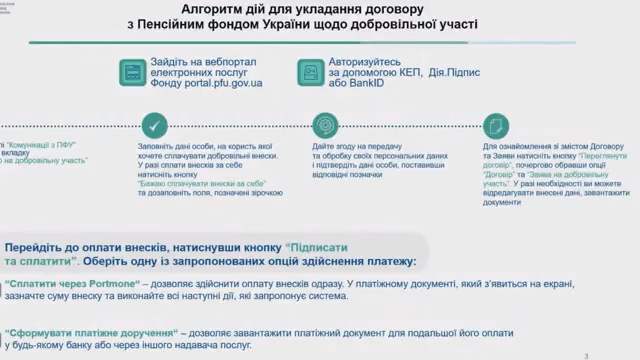 Алгоритм дій для укладання договору
з Пенсійним фондом України щодо добровільної участі
Зайдіть на вебпортал
електронних послуг
Фонду portal.pfu.gov.ua
Авторизуйтесь
за допомогою КЕП, Дія.Підпис
або BankID
лі "Комунікації з ПФУ"
вкладку
о на добровільну участь"
Заповніть дані особи, на користь якої
хочете сплачувати добровільні внески.
У разі сплати внесків за себе
натисніть кнопку
"Бажаю сплачувати внески за себе"
та дозаповніть поля, позначені зірочкою
Дайте згоду на передачу
та обробку своїх персональних даних
і підтвердіть дані особи, поставивши
відповідні позначки
Для ознайомлення зі змістом Договору
та Заяви натисніть кнопку "Переглянути
договір", почергово обравши опції
"Договір" та "Заява на добровільну
участь". У разі необхідності ви можете
відредагувати внесені дані, завантажити
документи
Перейдіть до оплати внесків, натиснувши кнопку “Підписати
та сплатити”. Оберіть одну із запропонованих опцій здійснення платежу:
“Сплатити через Portmone“ – дозволяє здійснити оплату внесків одразу. У платіжному документі, який з’явиться на екрані,
зазначте суму внеску та виконайте всі наступні дії, які запропонує система.
“Сформувати платіжне доручення“ – дозволяє завантажити платіжний документ для подальшої його оплати
у будь-якому банку або через іншого надавача послуг.
3